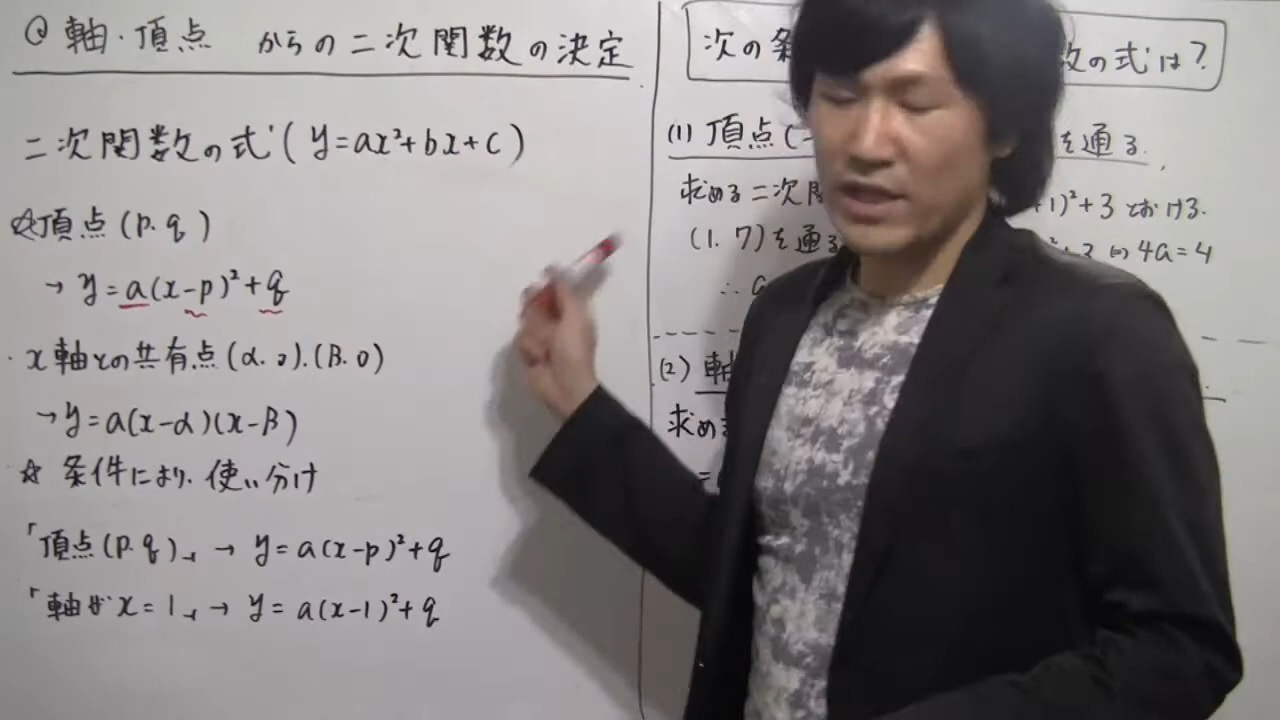 @ 軸・頂点 からの二次関数の決定
二次関数の式 (y=ax²+bx+c)
☆頂点(p.q)
→ y=a(x-p)²+q
・x軸との共有点(α.0).(β.0)
→y=a(x-α)(x-β)
☆ 条件により、使い分け
「頂点(p.q)」→ y=a(x-p)²+q
「軸がx=1」→ y=a(x-1)²+q
次の条 数の式は?
(1) 頂点(- を通る.
求める二次関 +1)²+3 とおける.
(1. 7)を通る +3 ⇔ 4a=4
∴ a
(2) 軸
求める
=